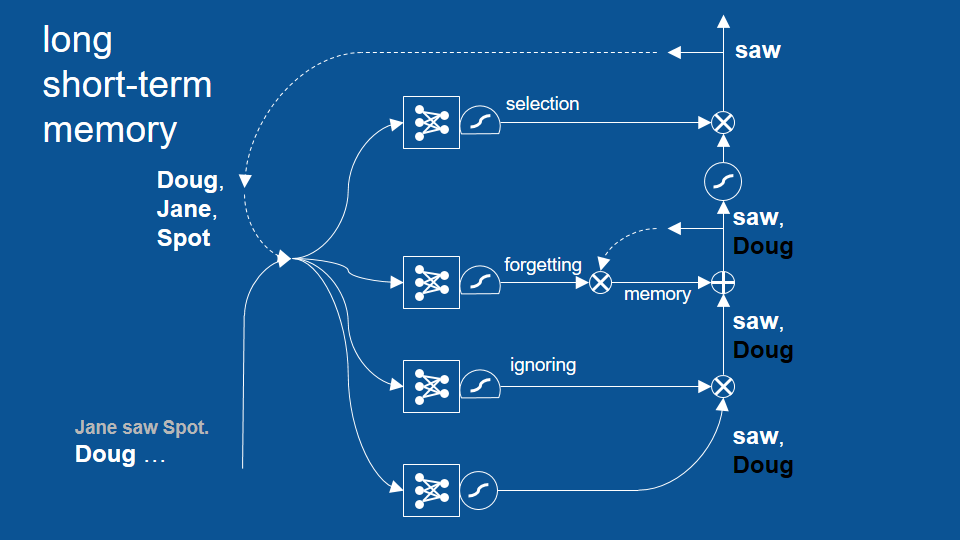 long
short-term
memory
saw
selection
Doug,
Jane,
Spot
saw,
Doug
forgetting
memory
saw,
Doug
ignoring
Jane saw Spot.
Doug …
saw,
Doug